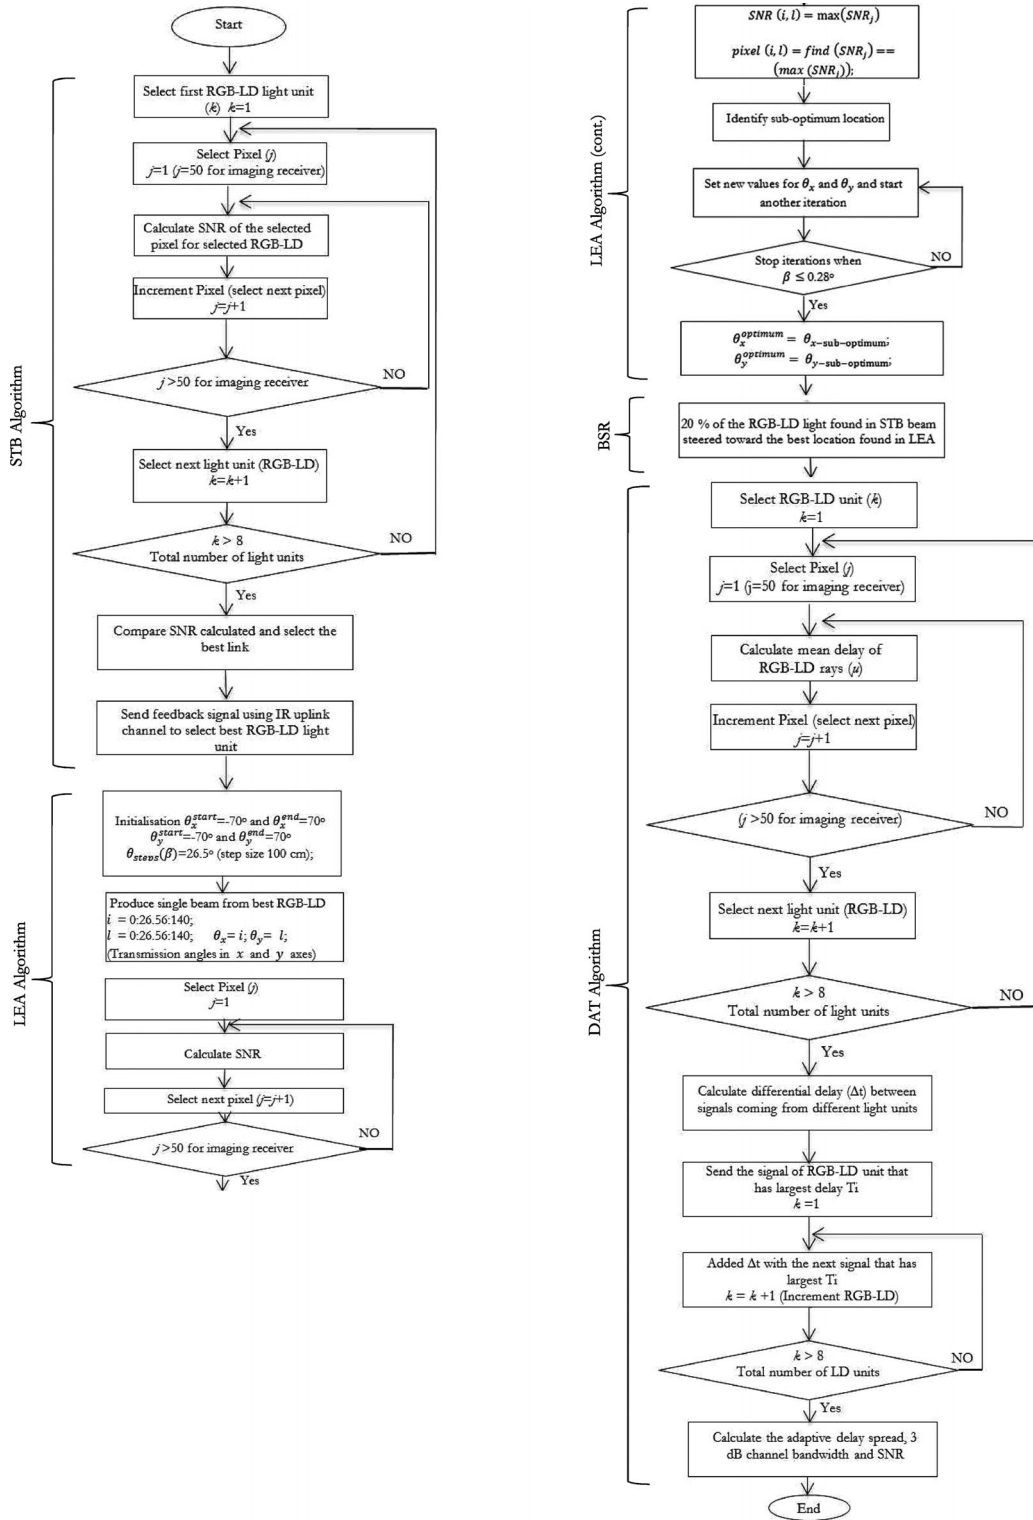 Start
STB Algorithm
Select first RGB-LD light unit
(k) k=1
Select Pixel (j)
j=1 (j=50 for imaging receiver)
Calculate SNR of the selected
pixel for selected RGB-LD
Increment Pixel (select next pixel)
j=j+1
j >50 for imaging receiver
NO
Yes
Select next light unit (RGB-LD)
k=k+1
k > 8
Total number of light units
NO
Yes
Compare SNR calculated and select the
best link
Send feedback signal using IR uplink
channel to select best RGB-LD light
unit
LEA Algorithm
Initialisation θ_x^start=-70° and θ_x^end=70°
θ_y^start=-70° and θ_y^end=70°
θ_steps(β)=26.5° (step size 100 cm);
Produce single beam from best RGB-LD
i = 0:26.56:140;
l = 0:26.56:140; θ_x= i; θ_y= l;
(Transmission angles in x and y axes)
Select Pixel (j)
j=1
Calculate SNR
Select next pixel (j=j+1)
j >50 for imaging receiver
NO
Yes
LEA Algorithm (cont.)
SNR (i, l) = max(SNR_j)
pixel (i, l) = find (SNR_j) ==
(max (SNR_j));
Identify sub-optimum location
Set new values for θ_x and θ_y and start
another iteration
Stop iterations when
β ≤ 0.28°
NO
Yes
θ_x^optimum = θ_x−sub−optimum;
θ_y^optimum = θ_y−sub−optimum;
BSR
20 % of the RGB-LD light found in STB beam
steered toward the best location found in LEA
DAT Algorithm
Select RGB-LD unit (k)
k=1
Select Pixel (j)
j=1 (j=50 for imaging receiver)
Calculate mean delay of
RGB-LD rays (μ)
Increment Pixel (select next pixel)
j=j+1
(j >50 for imaging receiver)
NO
Yes
Select next light unit (RGB-LD)
k=k+1
k > 8
Total number of light units
NO
Yes
Calculate differential delay (Δt) between
signals coming from different light units
Send the signal of RGB-LD unit that
has largest delay Ti
k =1
Added Δt with the next signal that has
largest Ti
k = k +1 (Increment RGB-LD)
k > 8
Total number of LD units
NO
Yes
Calculate the adaptive delay spread, 3
dB channel bandwidth and SNR
End